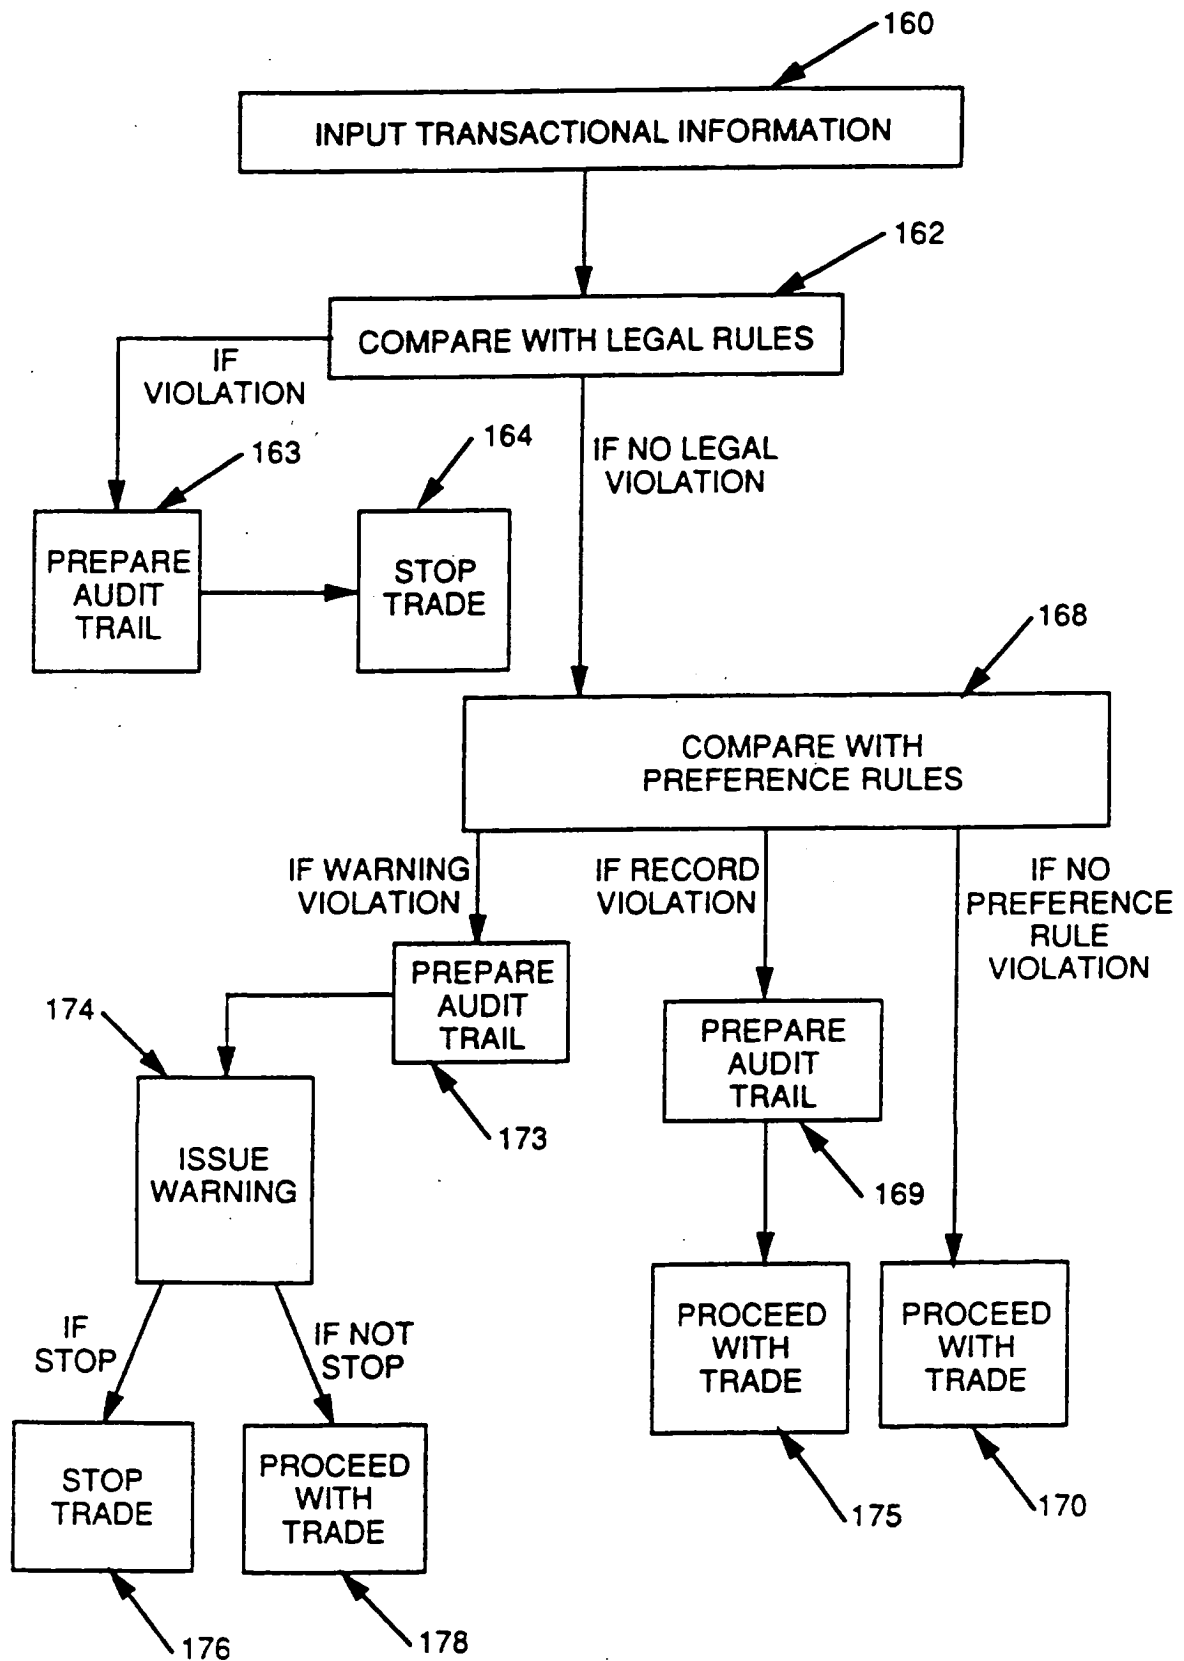 160
INPUT TRANSACTIONAL INFORMATION
162
COMPARE WITH LEGAL RULES
IF
VIOLATION
163
164
IF NO LEGAL
VIOLATION
PREPARE
AUDIT
TRAIL
STOP
TRADE
168
COMPARE WITH
PREFERENCE RULES
IF WARNING
VIOLATION
IF RECORD
VIOLATION
IF NO
PREFERENCE
RULE
VIOLATION
PREPARE
AUDIT
TRAIL
173
174
ISSUE
WARNING
PREPARE
AUDIT
TRAIL
169
IF
STOP
IF NOT
STOP
PROCEED
WITH
TRADE
175
PROCEED
WITH
TRADE
170
STOP
TRADE
176
PROCEED
WITH
TRADE
178